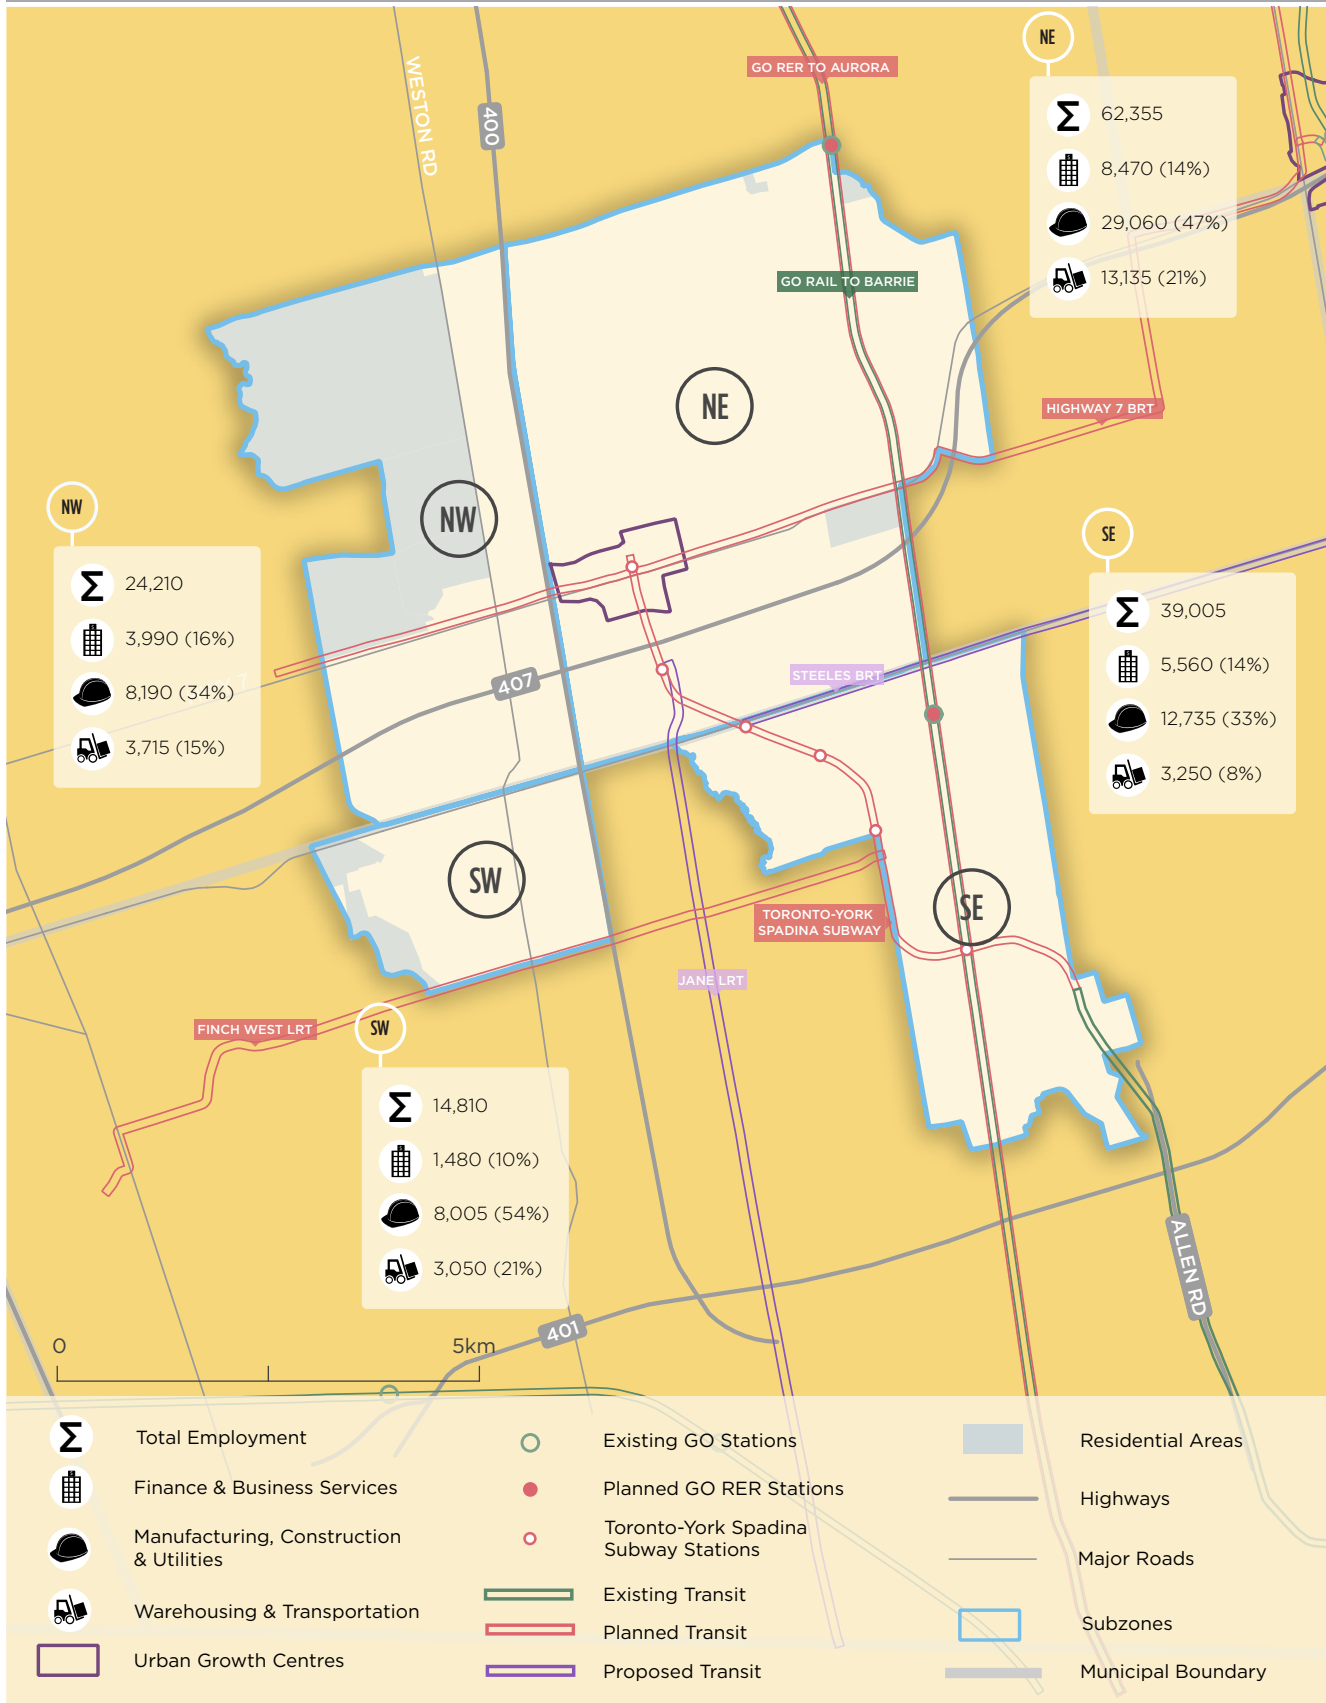 NE
Σ 62,355
8,470 (14%)
29,060 (47%)
13,135 (21%)
GO RER TO AURORA
WESTON RD
400
GO RAIL TO BARRIE
NE
HIGHWAY 7 BRT
NW
NW
Σ 24,210
3,990 (16%)
8,190 (34%)
3,715 (15%)
SE
Σ 39,005
5,560 (14%)
12,735 (33%)
3,250 (8%)
7
407
STEELES BRT
SW
SE
TORONTO-YORK
SPADINA SUBWAY
JANE LRT
FINCH WEST LRT
SW
Σ 14,810
1,480 (10%)
8,005 (54%)
3,050 (21%)
ALLEN RD
401
0 5km
Σ Total Employment
Finance & Business Services
Manufacturing, Construction
& Utilities
Warehousing & Transportation
Urban Growth Centres
Existing GO Stations
Planned GO RER Stations
Toronto-York Spadina
Subway Stations
Existing Transit
Planned Transit
Proposed Transit
Residential Areas
Highways
Major Roads
Subzones
Municipal Boundary